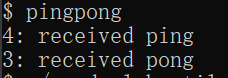 $ pingpong
4: received ping
3: received pong